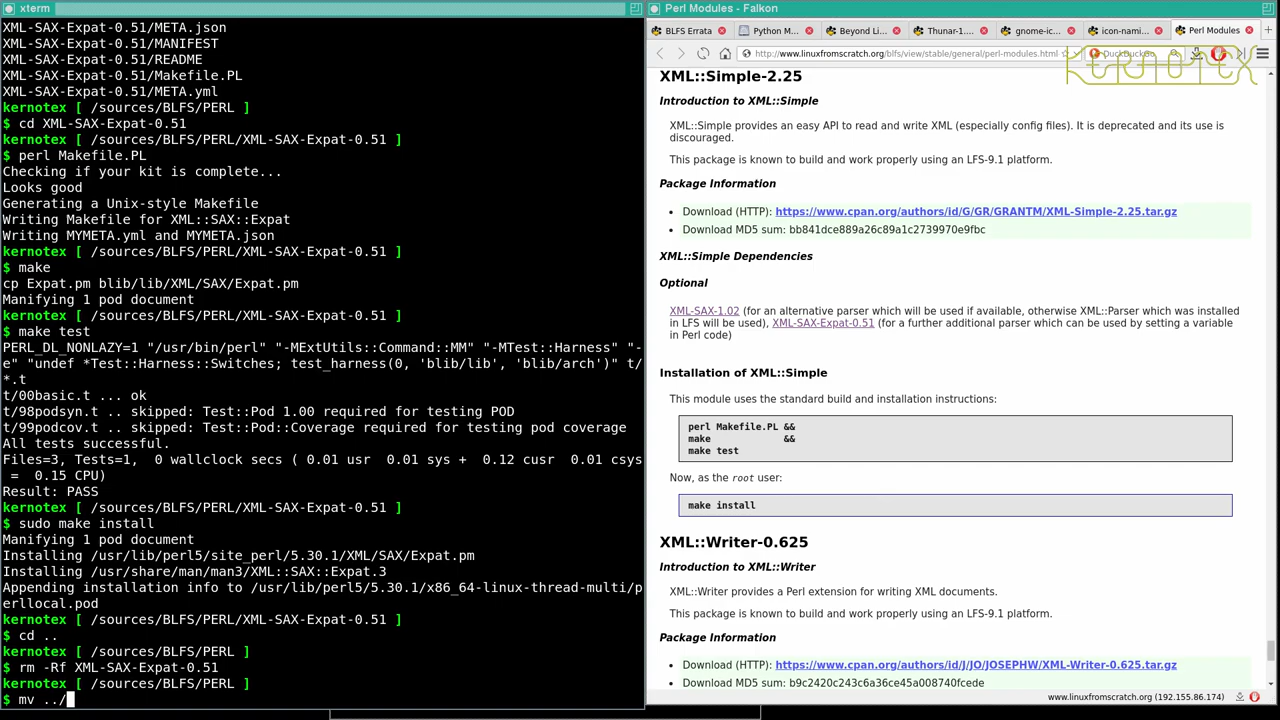 xterm
XML-SAX-Expat-0.51/META.json
XML-SAX-Expat-0.51/MANIFEST
XML-SAX-Expat-0.51/README
XML-SAX-Expat-0.51/Makefile.PL
XML-SAX-Expat-0.51/META.yml
kernotex [ /sources/BLFS/PERL ]
$ cd XML-SAX-Expat-0.51
kernotex [ /sources/BLFS/PERL/XML-SAX-Expat-0.51 ]
$ perl Makefile.PL
Checking if your kit is complete...
Looks good
Generating a Unix-style Makefile
Writing Makefile for XML::SAX::Expat
Writing MYMETA.yml and MYMETA.json
kernotex [ /sources/BLFS/PERL/XML-SAX-Expat-0.51 ]
$ make
cp Expat.pm blib/lib/XML/SAX/Expat.pm
Manifying 1 pod document
kernotex [ /sources/BLFS/PERL/XML-SAX-Expat-0.51 ]
$ make test
PERL_DL_NONLAZY=1 "/usr/bin/perl" "-MExtUtils::Command::MM" "-MTest::Harness" "-
e" "undef *Test::Harness::Switches; test_harness(0, 'blib/lib', 'blib/arch')" t/
*.t
t/00basic.t ... ok
t/98podsyn.t .. skipped: Test::Pod 1.00 required for testing POD
t/99podcov.t .. skipped: Test::Pod::Coverage required for testing pod coverage
All tests successful.
Files=3, Tests=1,  0 wallclock secs ( 0.01 usr  0.01 sys +  0.12 cusr  0.01 csys
 =  0.15 CPU)
Result: PASS
kernotex [ /sources/BLFS/PERL/XML-SAX-Expat-0.51 ]
$ sudo make install
Manifying 1 pod document
Installing /usr/lib/perl5/site_perl/5.30.1/XML/SAX/Expat.pm
Installing /usr/share/man/man3/XML::SAX::Expat.3
Appending installation info to /usr/lib/perl5/5.30.1/x86_64-linux-thread-multi/p
erllocal.pod
kernotex [ /sources/BLFS/PERL/XML-SAX-Expat-0.51 ]
$ cd ..
kernotex [ /sources/BLFS/PERL ]
$ rm -Rf XML-SAX-Expat-0.51
kernotex [ /sources/BLFS/PERL ]
$ mv ../
Perl Modules - Falkon
BLFS Errata
Python M...
Beyond Li...
Thunar-1....
gnome-ic...
icon-nami...
Perl Modules
http://www.linuxfromscratch.org/blfs/view/stable/general/perl-modules.html
DuckDuckGo
KERNOTEX
XML::Simple-2.25
Introduction to XML::Simple
XML::Simple provides an easy API to read and write XML (especially config files). It is deprecated and its use is
discouraged.
This package is known to build and work properly using an LFS-9.1 platform.
Package Information
• Download (HTTP): https://www.cpan.org/authors/id/G/GR/GRANTM/XML-Simple-2.25.tar.gz
• Download MD5 sum: bb841dce889a26c89a1c2739970e9fbc
XML::Simple Dependencies
Optional
XML-SAX-1.02 (for an alternative parser which will be used if available, otherwise XML::Parser which was installed
in LFS will be used), XML-SAX-Expat-0.51 (for a further additional parser which can be used by setting a variable
in Perl code)
Installation of XML::Simple
This module uses the standard build and installation instructions:
perl Makefile.PL &&
make             &&
make test
Now, as the root user:
make install
XML::Writer-0.625
Introduction to XML::Writer
XML::Writer provides a Perl extension for writing XML documents.
This package is known to build and work properly using an LFS-9.1 platform.
Package Information
• Download (HTTP): https://www.cpan.org/authors/id/J/JO/JOSEPHW/XML-Writer-0.625.tar.gz
• Download MD5 sum: b9c2420c243c6a36ce45a008740fcede
www.linuxfromscratch.org (192.155.86.174)